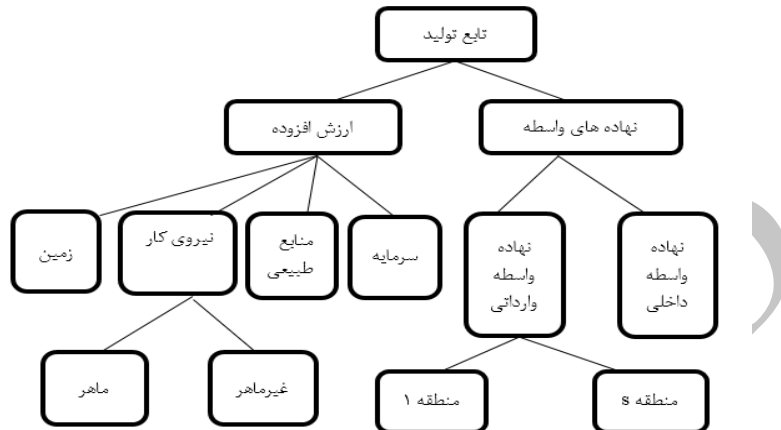 تابع تولید
ارزش افزوده
نهاده های واسطه
زمین
نیروی کار
منابع
طبیعی
سرمایه
نهاده
واسطه
وارداتی
نهاده
واسطه
داخلی
ماهر
غیرماهر
منطقه ۱
منطقه s